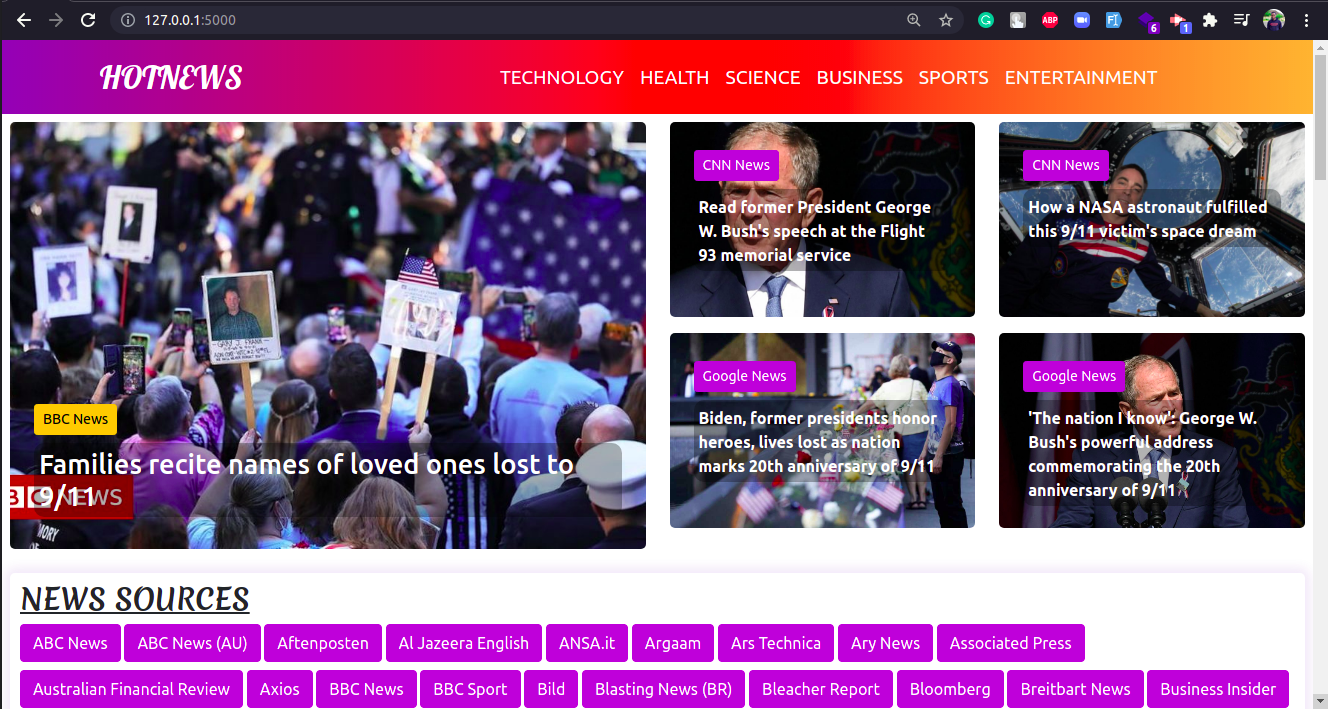 127.0.0.1:5000
ABP
6
1
HOTNEWS
TECHNOLOGY HEALTH SCIENCE BUSINESS SPORTS ENTERTAINMENT
BBC News
Families recite names of loved ones lost to
9/11
NEWS
CNN News
Read former President George
W. Bush's speech at the Flight
93 memorial service
CNN News
How a NASA astronaut fulfilled
this 9/11 victim's space dream
Google News
Biden, former presidents honor
heroes, lives lost as nation
marks 20th anniversary of 9/11
Google News
'The nation I know': George W.
Bush's powerful address
commemorating the 20th
anniversary of 9/11
NEWS SOURCES
ABC News ABC News (AU) Aftenposten Al Jazeera English ANSA.it Argaam Ars Technica Ary News Associated Press
Australian Financial Review Axios BBC News BBC Sport Bild Blasting News (BR) Bleacher Report Bloomberg Breitbart News Business Insider